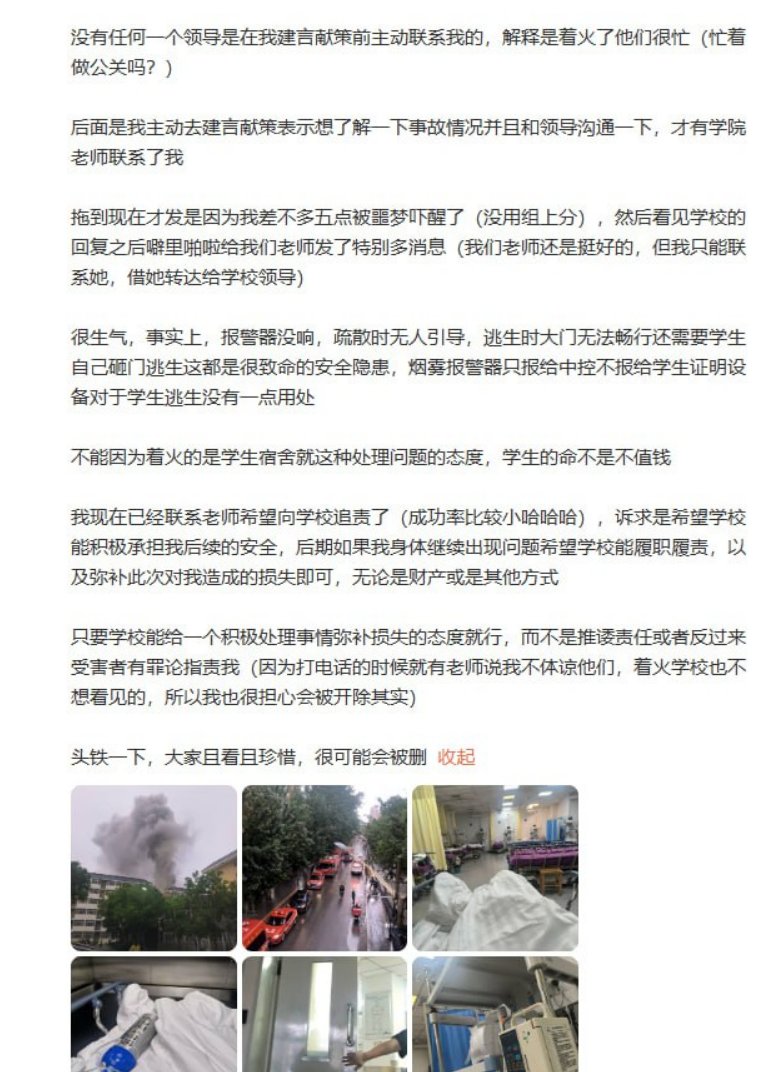 没有任何一个领导是在我建言献策前主动联系我的，解释是着火了他们很忙（忙着
做公关吗？）
后面是我主动去建言献策表示想了解一下事故情况并且和领导沟通一下，才有学院
老师联系了我
拖到现在才发是因为我差不多五点被噩梦吓醒了（没用组上分），然后看见学校的
回复之后噼里啪啦给我们老师发了特别多消息（我们老师还是挺好的，但我只能联
系她，借她转达给学校领导）
很生气，事实上，报警器没响，疏散时无人引导，逃生时大门无法畅行还需要学生
自己砸门逃生这都是很致命的安全隐患，烟雾报警器只报给中控不报给学生证明设
备对于学生逃生没有一点用处
不能因为着火的是学生宿舍就这种处理问题的态度，学生的命不是不值钱
我现在已经联系老师希望向学校追责了（成功率比较小哈哈哈），诉求是希望学校
能积极承担我后续的安全，后期如果我身体继续出现问题希望学校能履职履责，以
及弥补此次对我造成的损失即可，无论是财产或是其他方式
只要学校能给一个积极处理事情弥补损失的态度就行，而不是推诿责任或者反过来
受害者有罪论指责我（因为打电话的时候就有老师说我不体谅他们，着火学校也不
想看见的，所以我也很担心会被开除其实）
头铁一下，大家且看且珍惜，很可能会被删 收起